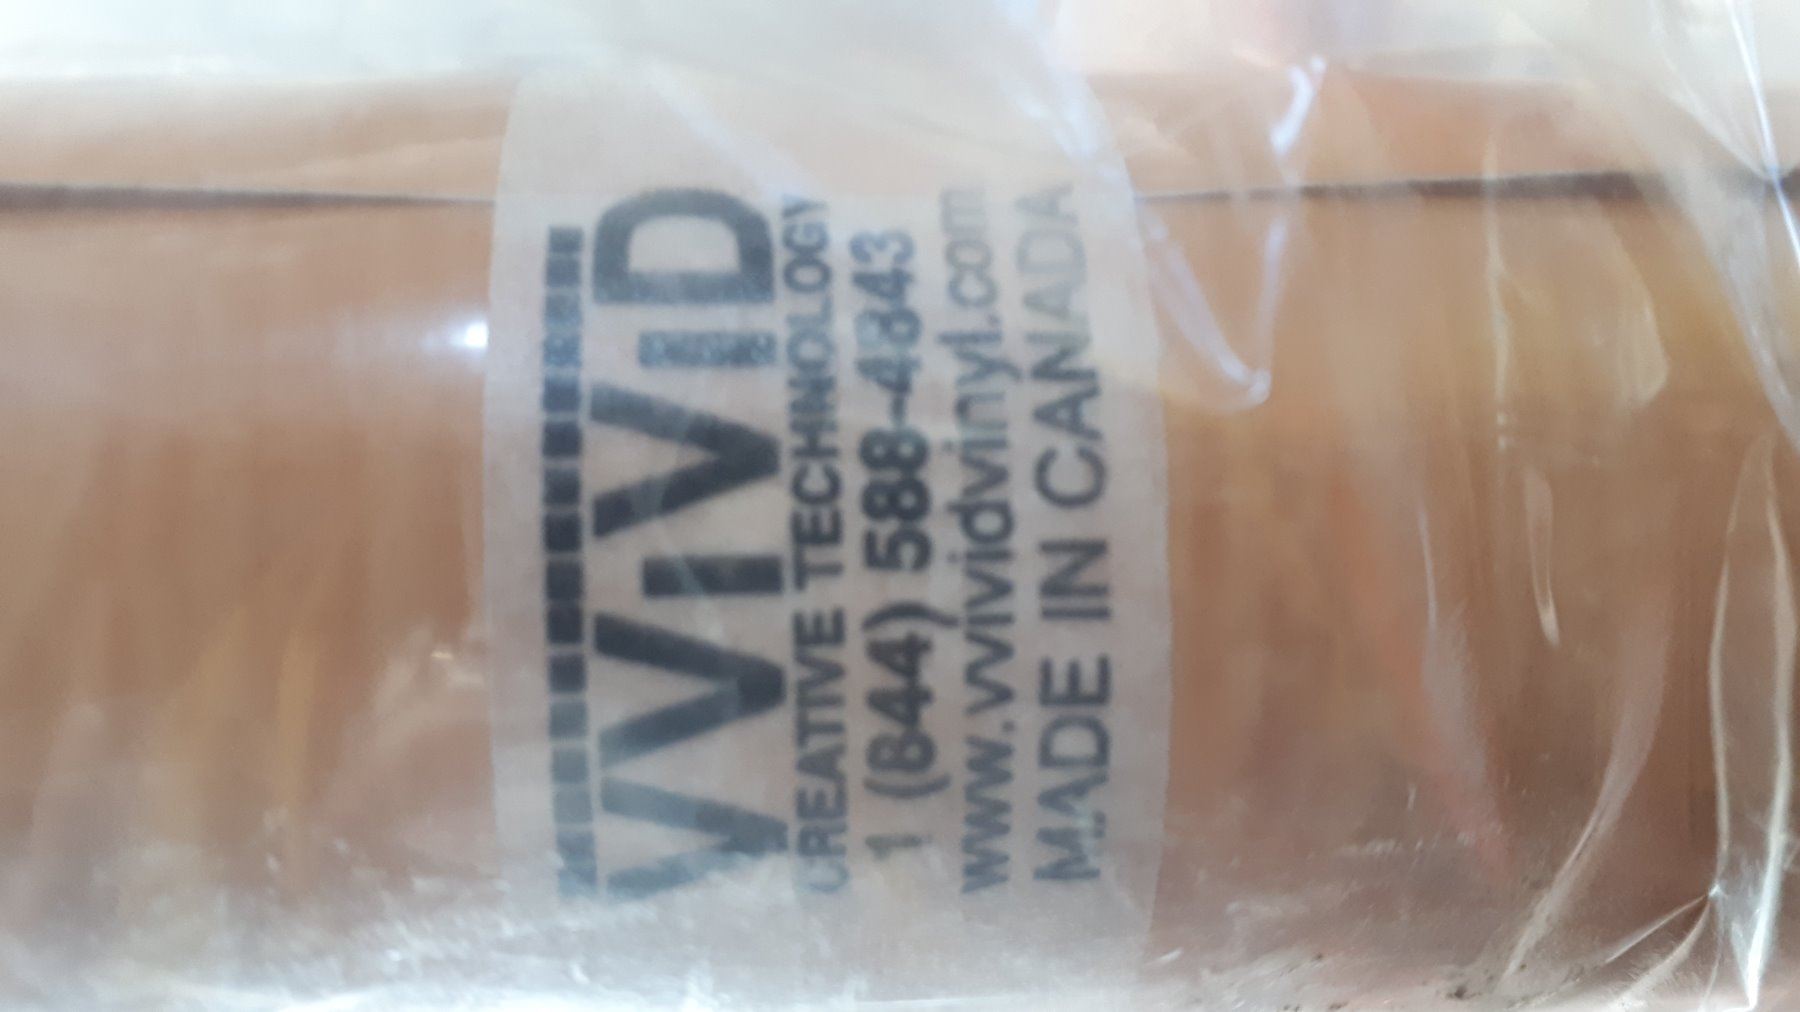 VViViD
CREATIVE TECHNOLOGY
1 (844) 588-4843
www.vvividvinyl.com
MADE IN CANADA